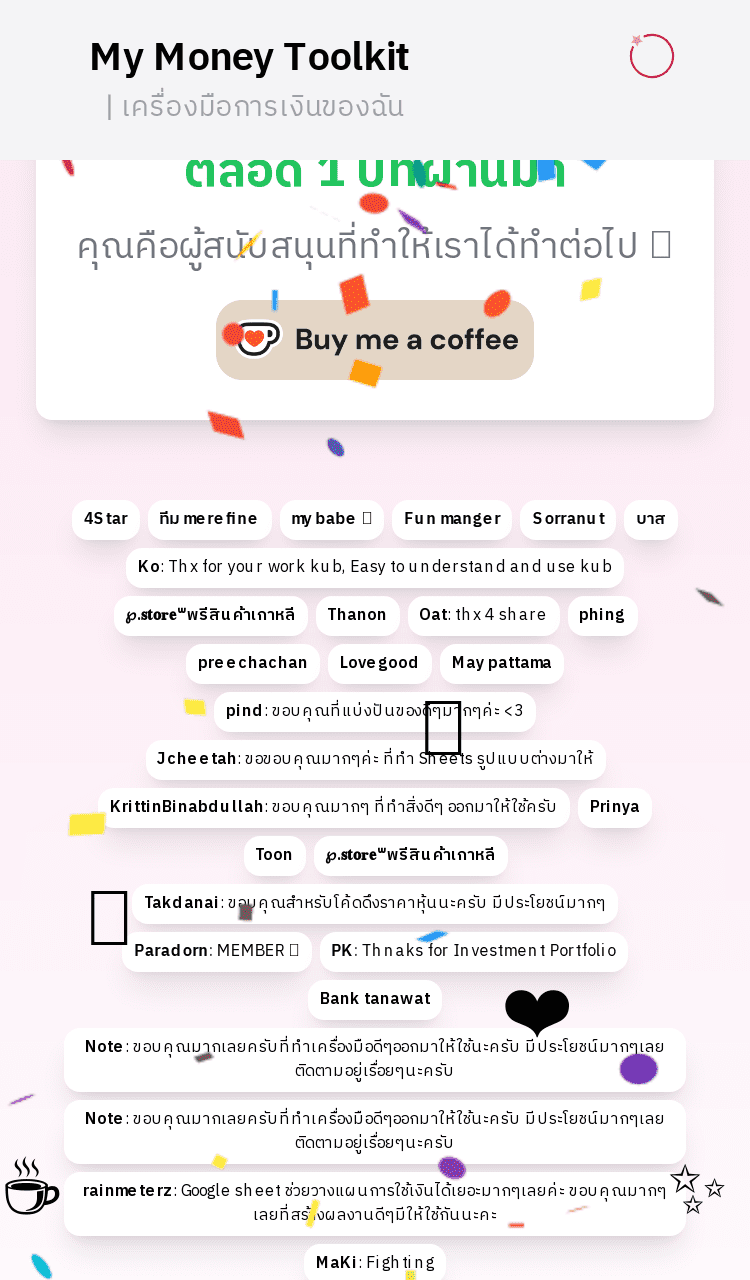 My Money Toolkit
| เครื่องมือการเงินของฉัน
ตลอด 1 ปีที่ผ่านมา
คุณคือผู้สนับสนุนที่ทำให้เราได้ทำต่อไป
Buy me a coffee
4Star ทีม merefine my babe Fun manger Sorranut บาส
Ko: Thx for your work kub, Easy to understand and use kub
℘.𝖘𝖙𝖔𝖗𝖊꒳พรีสินค้าเกาหลี Thanon Oat: thx 4 share phing
preechachan Lovegood May pattama
pind: ขอบคุณที่แบ่งปันของดีๆมากๆค่ะ <3
Jcheetah: ขอขอบคุณมากๆค่ะ ที่ทำ Sheets รูปแบบต่างมาให้
KrittinBinabdullah: ขอบคุณมากๆ ที่ทำสิ่งดีๆ ออกมาให้ใช้ครับ Prinya
Toon ℘.𝖘𝖙𝖔𝖗𝖊꒳พรีสินค้าเกาหลี
Takdanai: ขอบคุณสำหรับโค้ดดึงราคาหุ้นนะครับ มีประโยชน์มากๆ
Paradorn: MEMBER PK: Thnaks for Investment Portfolio
Bank tanawat
Note: ขอบคุณมากเลยครับที่ทำเครื่องมือดีๆออกมาให้ใช้นะครับ มีประโยชน์มากๆเลย
ติดตามอยู่เรื่อยๆนะครับ
Note: ขอบคุณมากเลยครับที่ทำเครื่องมือดีๆออกมาให้ใช้นะครับ มีประโยชน์มากๆเลย
ติดตามอยู่เรื่อยๆนะครับ
rainmeterz: Google sheet ช่วยวางแผนการใช้เงินได้เยอะมากๆเลยค่ะ ขอบคุณมากๆ
เลยที่สร้างผลงานดีๆมีให้ใช้กันนะคะ
MaKi: Fighting